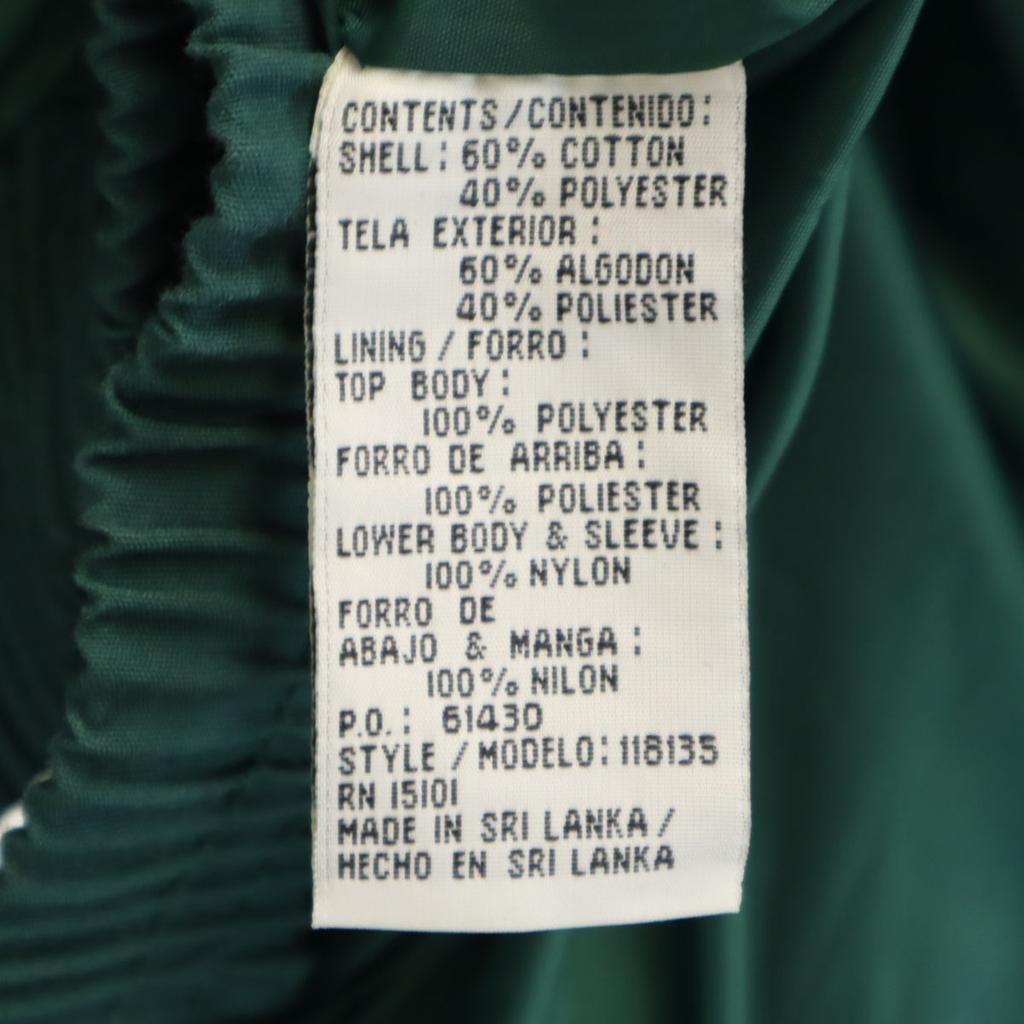 CONTENTS/CONTENIDO:
SHELL: 60% COTTON
40% POLYESTER
TELA EXTERIOR:
60% ALGODON
40% POLIESTER
LINING / FORRO:
TOP BODY:
100% POLYESTER
FORRO DE ARRIBA:
100% POLIESTER
LOWER BODY & SLEEVE:
100% NYLON
FORRO DE
ABAJO & MANGA:
100% NILON
P.O.: 61430
STYLE / MODELO: 118135
RN 15101
MADE IN SRI LANKA /
HECHO EN SRI LANKA